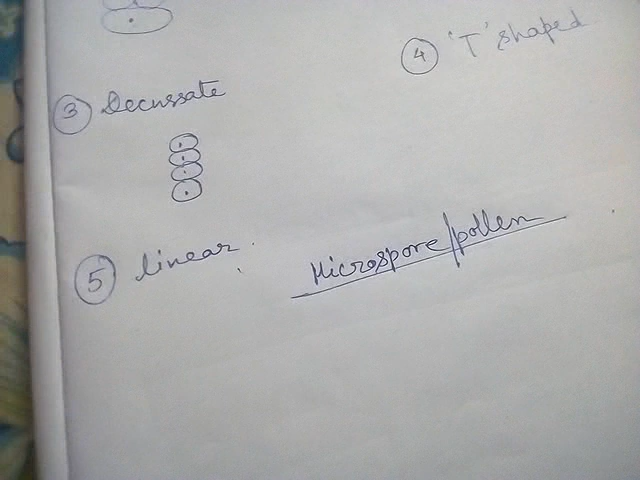 ④ 'T' shaped
③ Decussate
⑤ linear.
Microspore/pollen